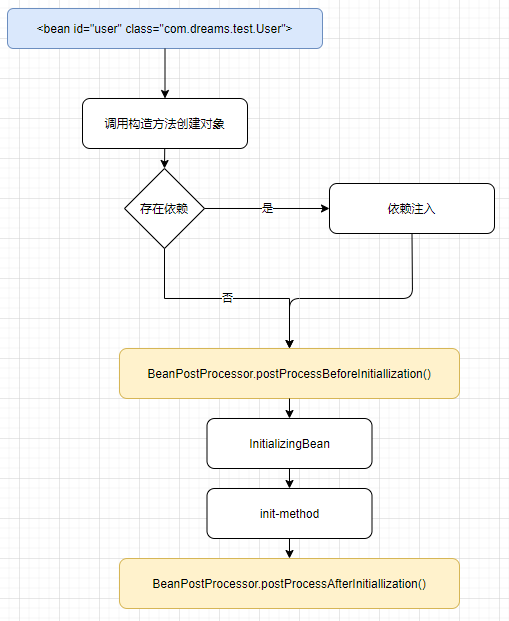 <bean id="user" class="com.dreams.test.User">
调用构造方法创建对象
存在依赖
是
依赖注入
否
BeanPostProcessor.postProcessBeforeInitiallization()
InitializingBean
init-method
BeanPostProcessor.postProcessAfterInitiallization()